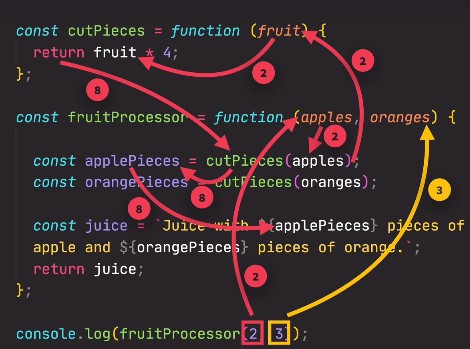 const cutPieces = function (fruit) {
return fruit * 4;
};
2
2
8
const fruitProcessor = function (apples, oranges) {
2
const applePieces = cutPieces(apples);
const orangePieces = cutPieces(oranges);
8
3
8
const juice = `Juice with ${applePieces} pieces of
apple and ${orangePieces} pieces of orange.`;
return juice;
2
};
console.log(fruitProcessor(2, 3));